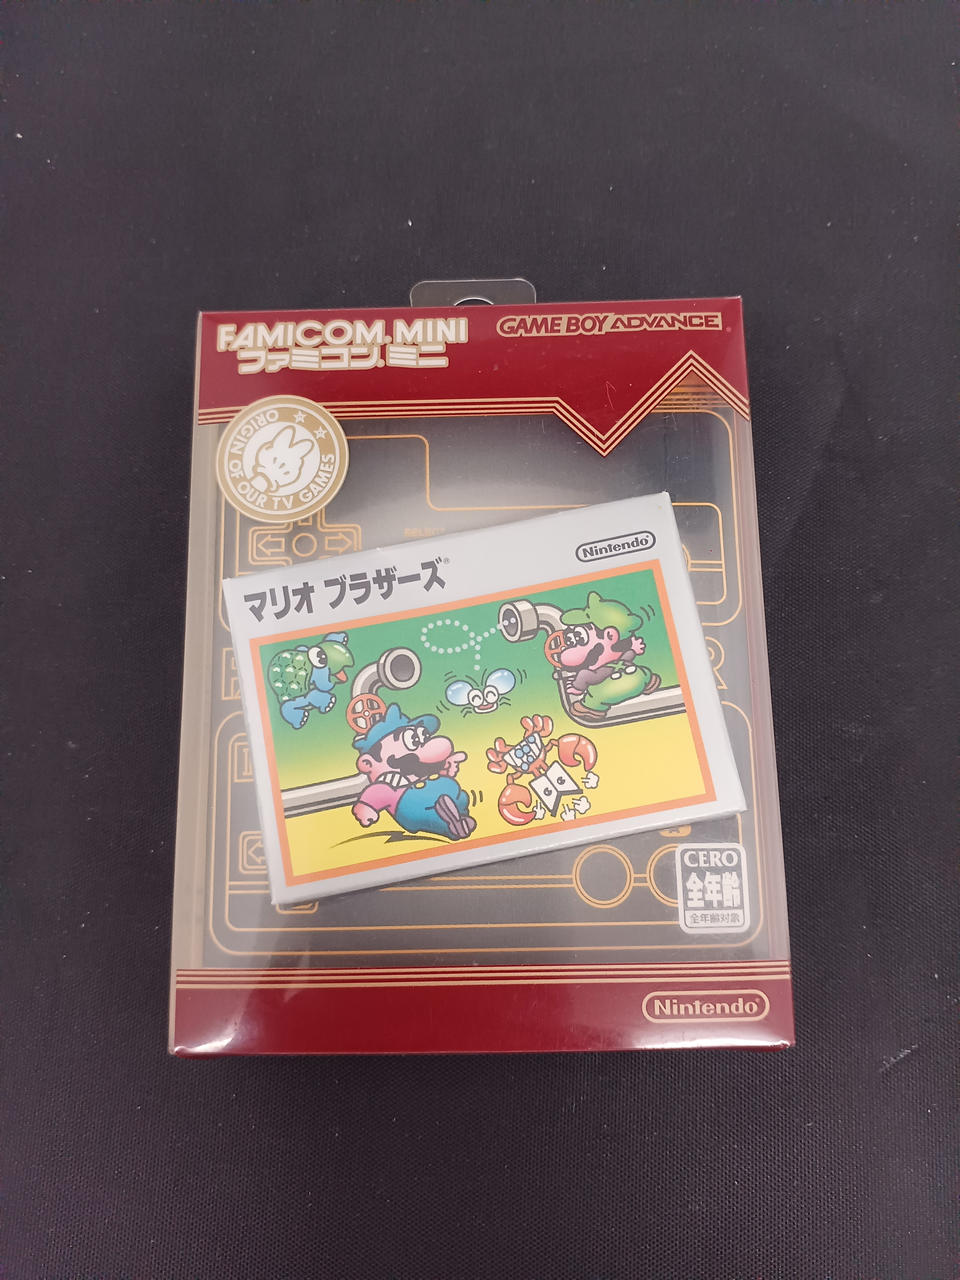 FAMICOM MINI
ファミコンミニ
GAME BOY ADVANCE
ORIGIN OF OUR TV GAMES
Nintendo®
マリオブラザーズ®
CERO
全年齢
全年齢対象
Nintendo®